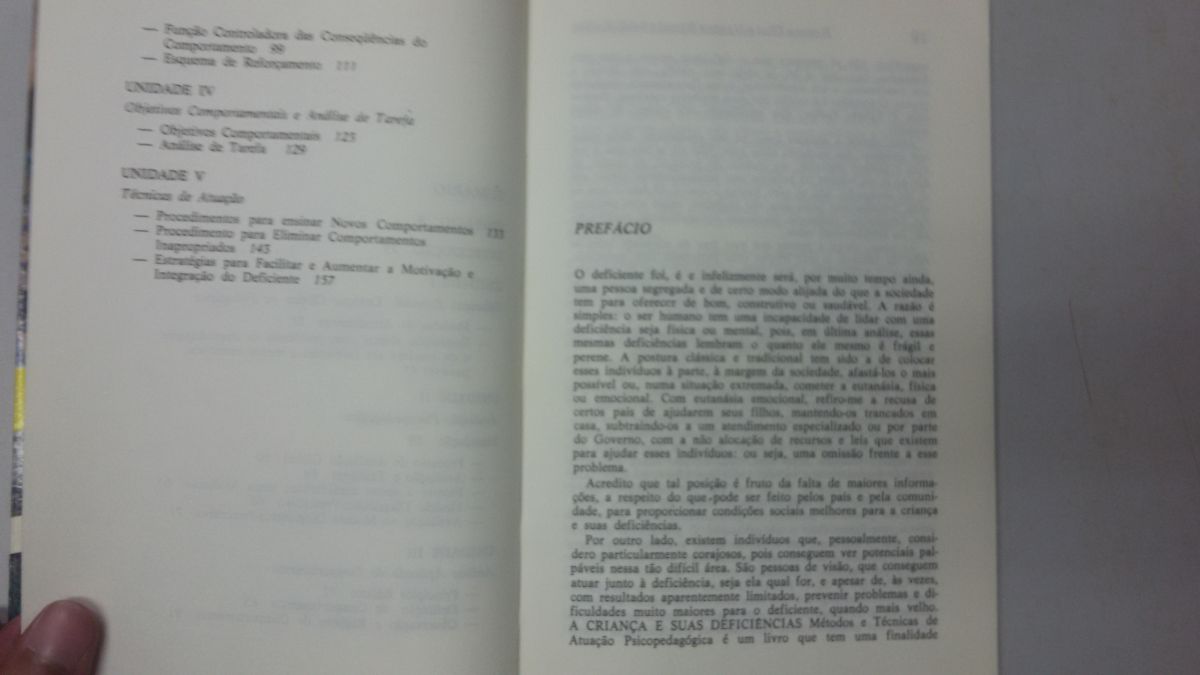 — Função Controladora das Conseqüências do
Comportamento 99
— Esquema de Reforçamento 111
UNIDADE IV
Objetivos Comportamentais e Análise de Tarefa
— Objetivos Comportamentais 125
— Análise de Tarefa 129
UNIDADE V
Técnicas de Atuação
— Procedimentos para ensinar Novos Comportamentos 133
— Procedimento para Eliminar Comportamentos
Inapropriados 145
— Estratégias para Facilitar e Aumentar a Motivação e
Integração do Deficiente 157
PREFÁCIO
O deficiente foi, é e infelizmente será, por muito tempo ainda,
uma pessoa segregada e de certo modo alijada do que a sociedade
tem para oferecer de bom, construtivo ou saudável. A razão é
simples: o ser humano tem uma incapacidade de lidar com uma
deficiência seja física ou mental, pois, em última análise, essas
mesmas deficiências lembram o quanto ele mesmo é frágil e
perene. A postura clássica e tradicional tem sido a de colocar
esses indivíduos à parte, à margem da sociedade, afastá-los o mais
possível ou, numa situação extremada, cometer a eutanásia, física
ou emocional. Com eutanásia emocional, refiro-me a recusa de
certos pais de ajudarem seus filhos, mantendo-os trancados em
casa, subtraindo-os a um atendimento especializado ou por parte
do Governo, com a não alocação de recursos e leis que existem
para ajudar esses indivíduos: ou seja, uma omissão frente a esse
problema.
Acredito que tal posição é fruto da falta de maiores informa-
ções, a respeito do que pode ser feito pelos pais e pela comuni-
dade, para proporcionar condições sociais melhores para a criança
e suas deficiências.
Por outro lado, existem indivíduos que, pessoalmente, consi-
dero particularmente corajosos, pois conseguem ver potenciais pal-
páveis nessa tão difícil área. São pessoas de visão, que conseguem
atuar junto à deficiência, seja ela qual for, e apesar de, às vezes,
com resultados aparentemente limitados, prevenir problemas e di-
ficuldades muito maiores para o deficiente, quando mais velho.
A CRIANÇA E SUAS DEFICIÊNCIAS Métodos e Técnicas de
Atuação Psicopedagógica é um livro que tem uma finalidade